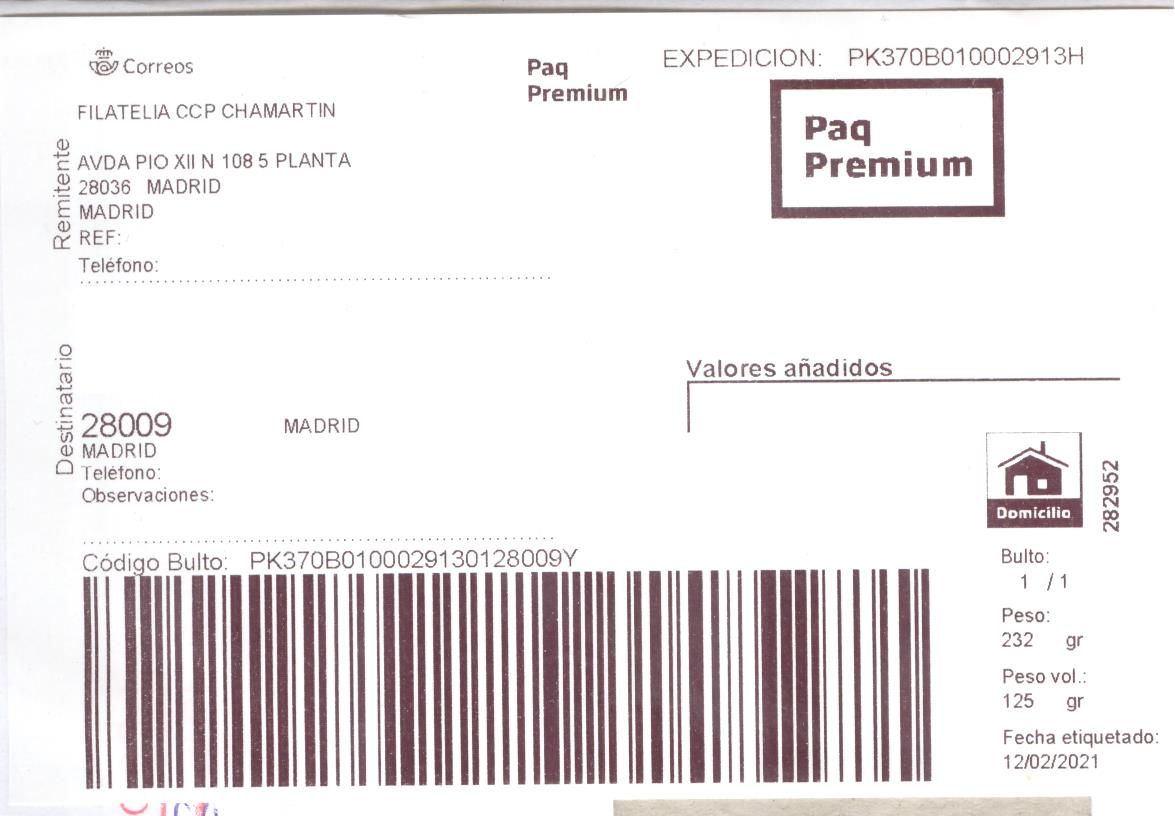 Correos
Paq
Premium
EXPEDICION: PK370B010002913H
Paq
Premium
Remitente
FILATELIA CCP CHAMARTIN
AVDA PIO XII N 108 5 PLANTA
28036 MADRID
MADRID
REF:
Teléfono:
Valores añadidos
Destinatario
28009 MADRID
MADRID
Teléfono:
Observaciones:
Domicilio
282952
Código Bulto: PK370B0100029130128009Y
Bulto:
1 / 1
Peso:
232 gr
Peso vol.:
125 gr
Fecha etiquetado:
12/02/2021